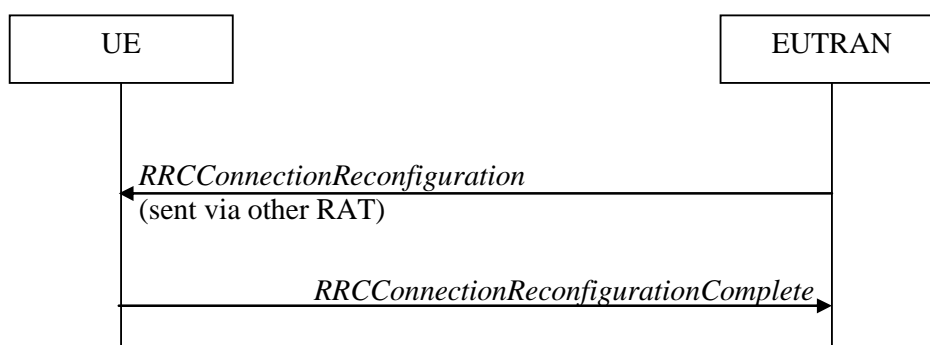 UE
EUTRAN
RRCConnectionReconfiguration
(sent via other RAT)
RRCConnectionReconfigurationComplete